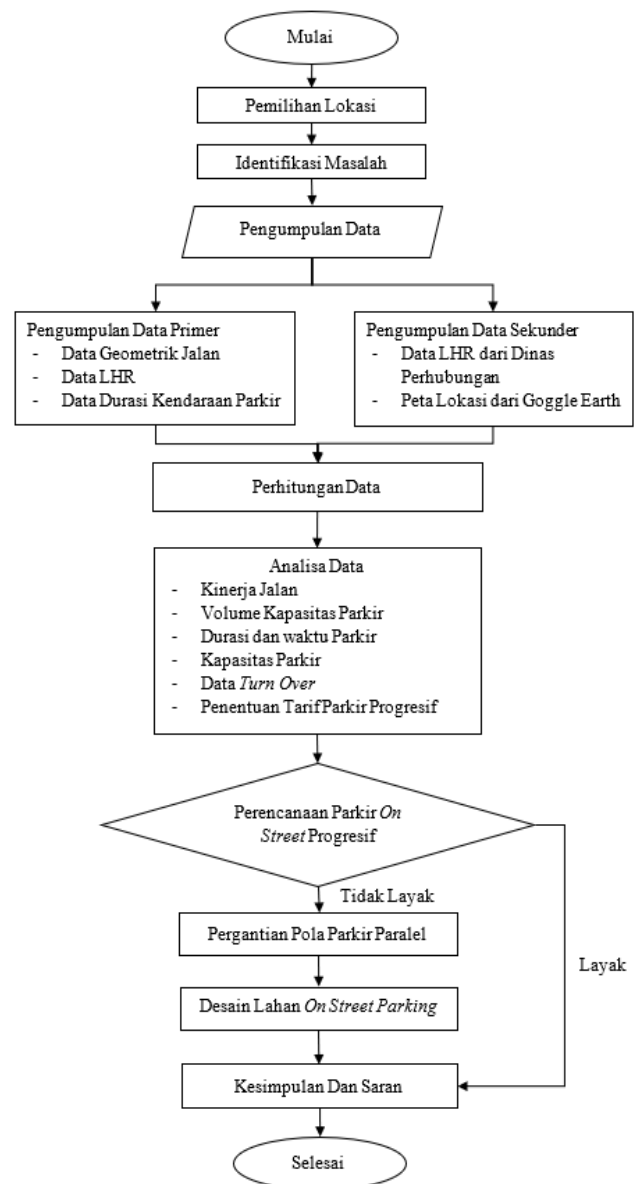 Mulai
Pemilihan Lokasi
Identifikasi Masalah
Pengumpulan Data
Pengumpulan Data Primer
- Data Geometrik Jalan
- Data LHR
- Data Durasi Kendaraan Parkir
Pengumpulan Data Sekunder
- Data LHR dari Dinas
Perhubungan
- Peta Lokasi dari Goggle Earth
Perhitungan Data
Analisa Data
- Kinerja Jalan
- Volume Kapasitas Parkir
- Durasi dan waktu Parkir
- Kapasitas Parkir
- Data Turn Over
- Penentuan Tarif Parkir Progresif
Perencanaan Parkir On
Street Progresif
Tidak Layak
Pergantian Pola Parkir Paralel
Layak
Desain Lahan On Street Parking
Kesimpulan Dan Saran
Selesai